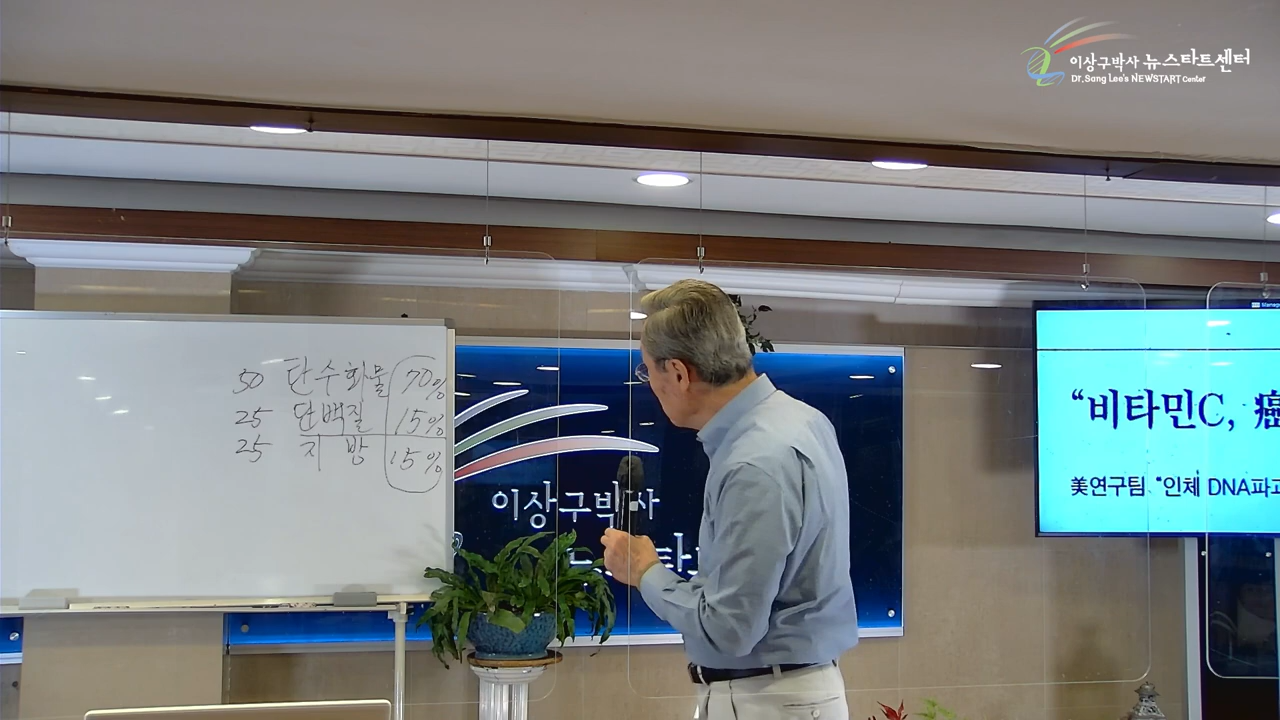 이상구박사 뉴스타트센터
Dr. Sang Lee's NEWSTART Center
50 탄수화물 70%
25 단백질 15%
25 지방 15%
이상구박사
"비타민C, 癌
美연구팀 "인체 DNA파괴